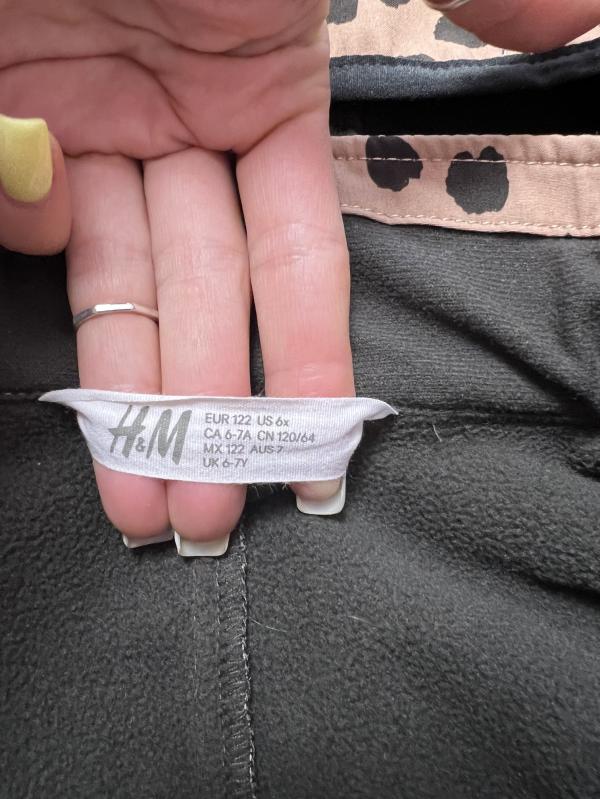 H&M
EUR 122 US 6x
CA 6-7A CN 120/64
MX 122 AUS 7
UK 6-7Y